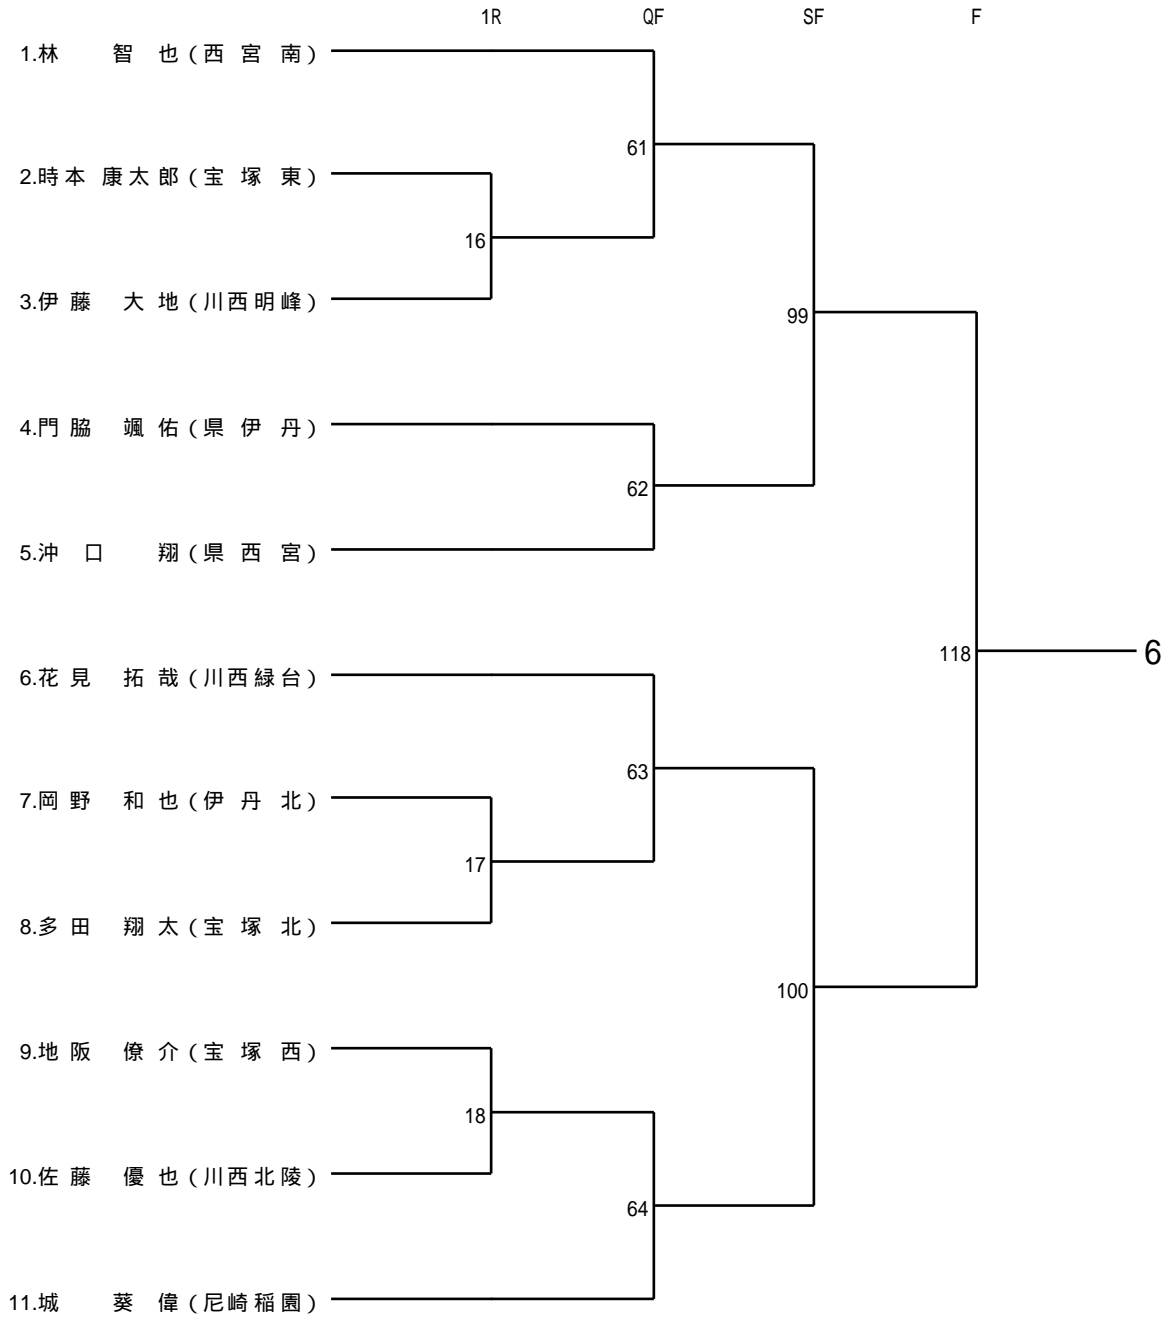 1R QF SF F
1.林 智 也 (西 宮 南)
61
2.時本 康太郎 (宝 塚 東)
16
3.伊 藤 大 地 (川西明峰)
99
4.門 脇 颯 佑 (県 伊 丹)
62
5.沖 口 翔 (県 西 宮)
118 6
6.花 見 拓 哉 (川西緑台)
63
7.岡 野 和 也 (伊 丹 北)
17
8.多 田 翔 太 (宝 塚 北)
100
9.地 阪 僚 介 (宝 塚 西)
18
10.佐 藤 優 也 (川西北陵)
64
11.城 葵 偉 (尼崎稲園)